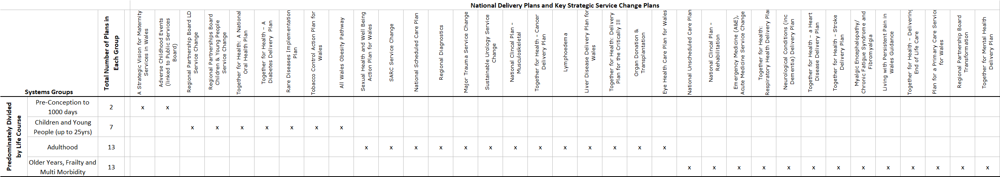 National Delivery Plans and Key Strategic Service Change Plans
Systems Groups
Total Number of Plans in
Each Group
A Strategic Vision for Maternity
Services in Wales
Adverse Childhood Events
(linked to Public Services
Board)
Regional Partnership Board LD
Service Change
Regional Partnerships Board
Children & Young People
Service Change
Together for Health: A National
Oral Health Plan
Together for Health – A
Diabetes Delivery Plan
Rare Diseases Implementation
Plan
Tobacco Control Action Plan for
Wales
All Wales Obesity Pathway
Sexual Health and Well Being
Action Plan for Wales
SARC Service Change
National Scheduled Care Plan
Regional Diagnostics
Major Trauma Service Change
Sustainable Urology Service
Change
National Clincal Plan -
Musculoskeletal
Together for Health – Cancer
Delivery Plan
Lymphoedema
Liver Disease Delivery Plan for
Wales
Together for Health: Delivery
Plan for the Critically Ill
Organ Donation &
Transplantation
Eye Health Care Plan for Wales
National Unscheduled Care Plan
National Clincal Plan -
Rehabilitation
Emergency Medicine (A&E),
Acute Medicine Service Change
Together for Health:
Respiratory Health Delivery Plan
Neurological Conditions (inc
Dementia) Delivery Plan
Together for Health – a Heart
Disease Delivery Plan
Together for Health – Stroke
Delivery Plan
Myalgic Encephalopathy/
Chronic Fatigue Syndrome and
Fibromyalgia
Living with Persistent Pain in
Wales Guidance
Together for Health – Delivering
End of Life Care
Plan for a Primary Care Service
for Wales
Regional Partnership Board
Transformation
Together for Mental Health
Delivery Plan
Predominately Divided
by Life Course
Pre-Conception to
1000 days
2
x x
Children and Young
People (up to 25yrs)
7
x x x x x x x
Adulthood
13
x x x x x x x x x x x x x
Older Years, Frailty and
Multi Morbidity
13
x x x x x x x x x x x x x